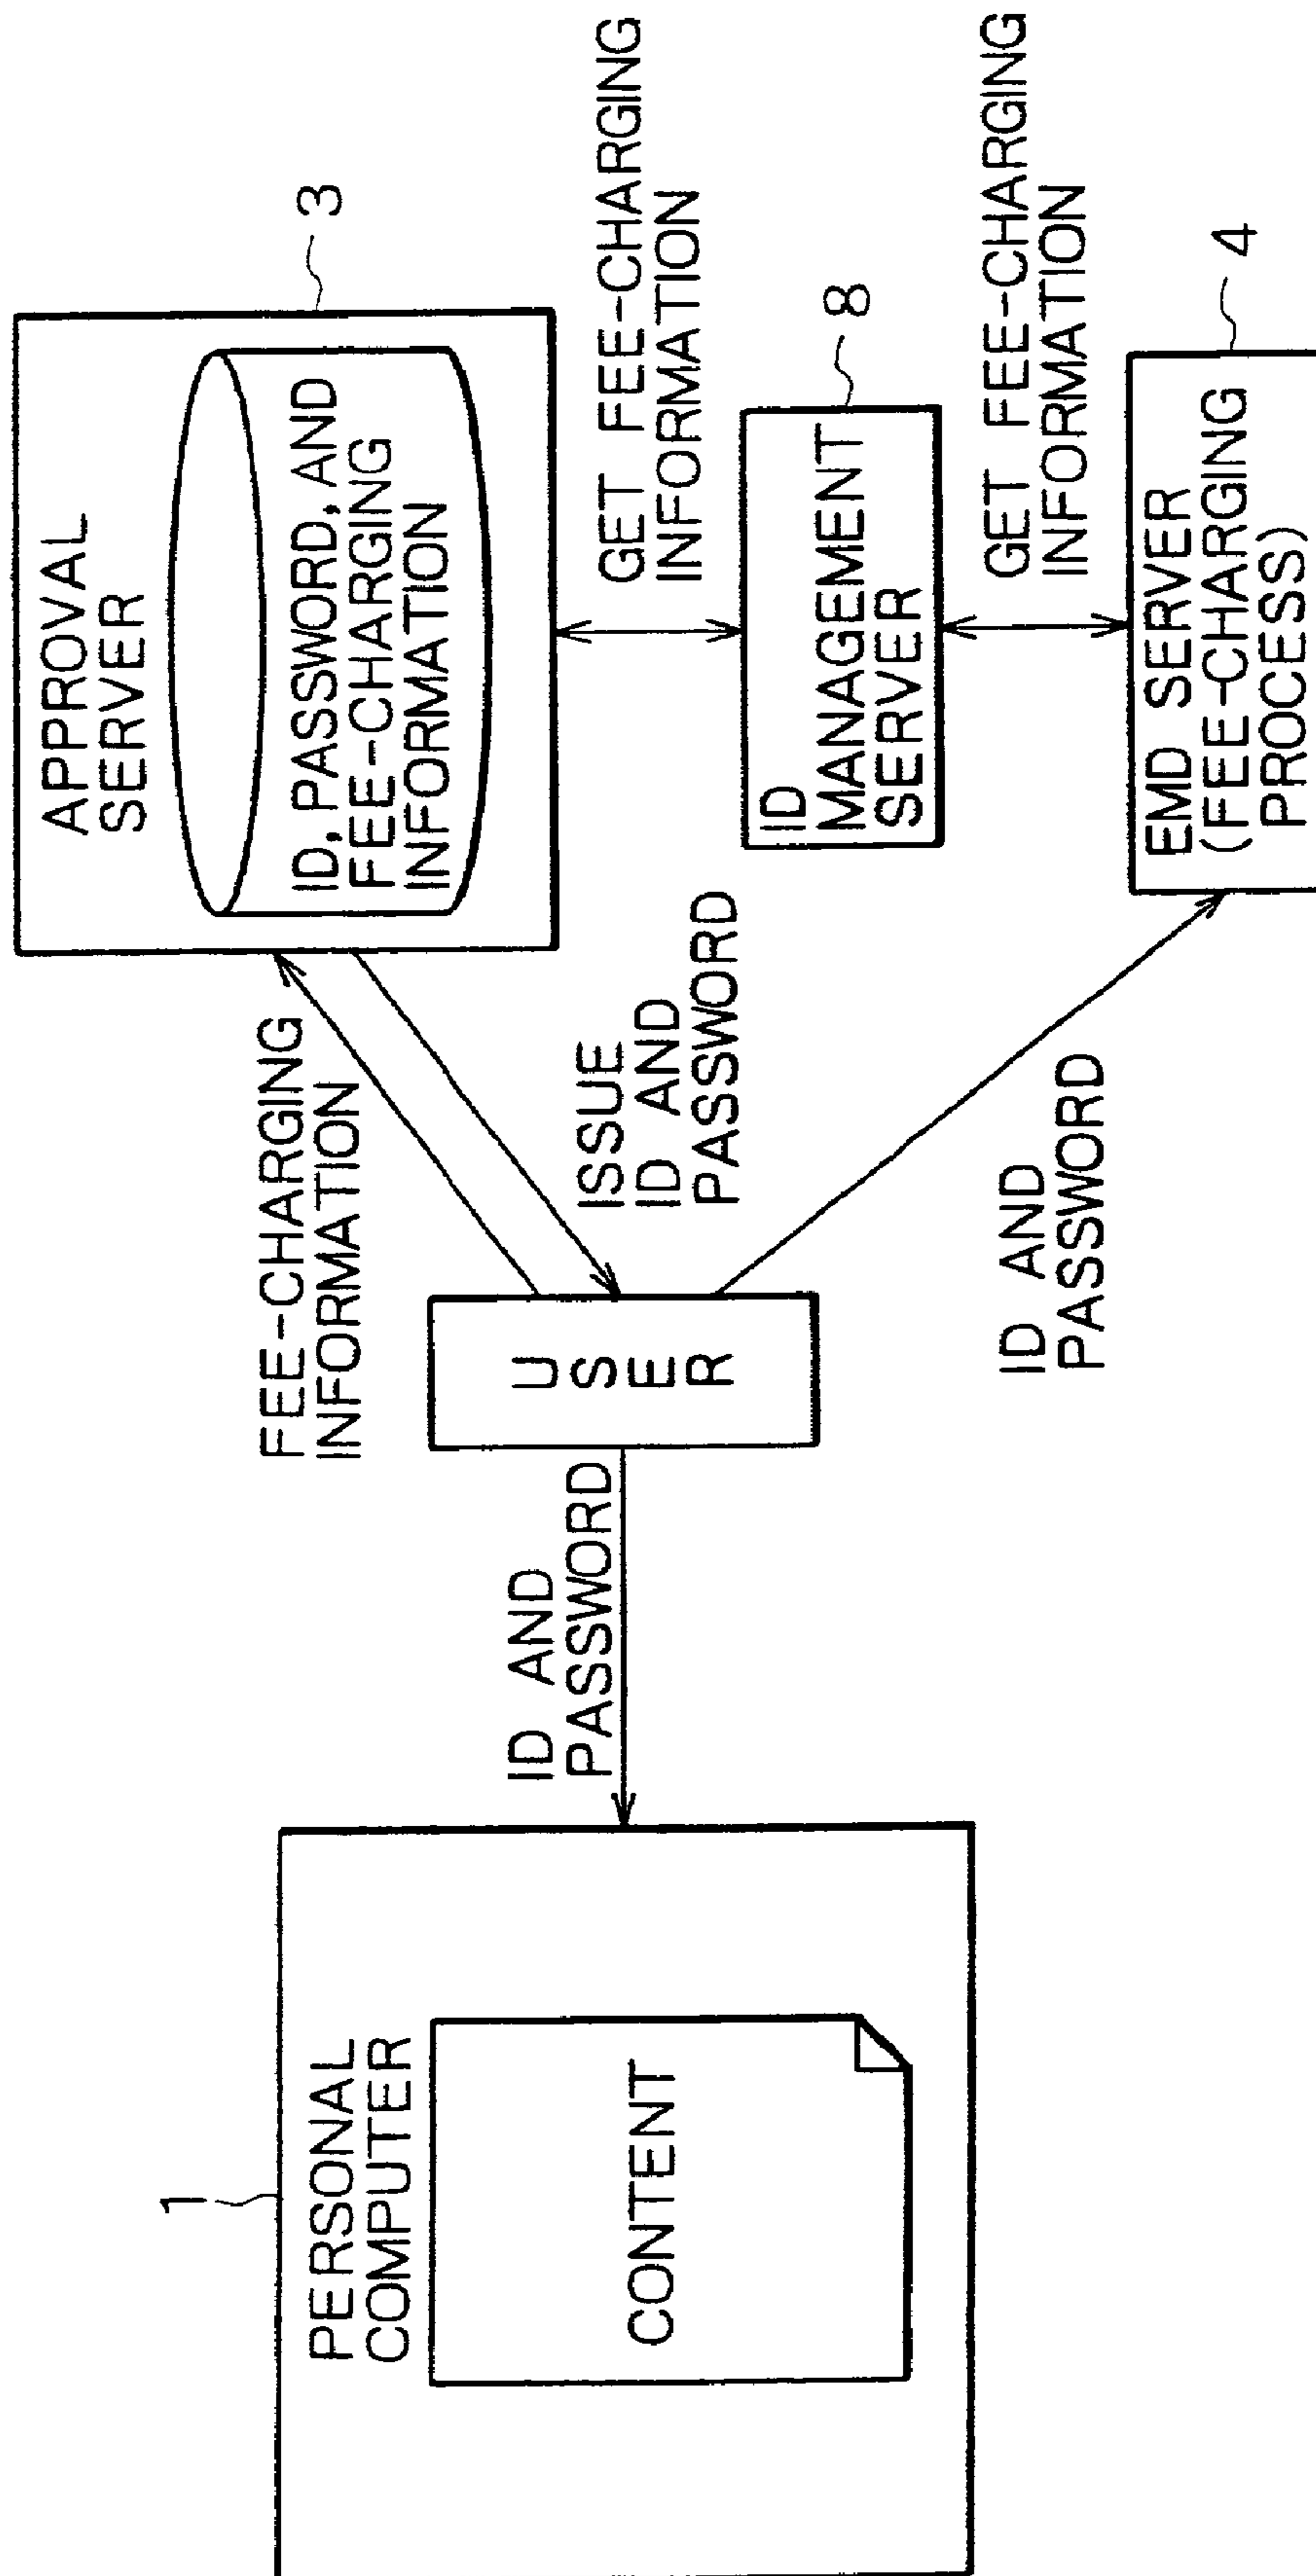 1
PERSONAL
COMPUTER
CONTENT
ID AND
PASSWORD
USER
FEE-CHARGING
INFORMATION
ISSUE
ID AND
PASSWORD
ID AND
PASSWORD
APPROVAL
SERVER
ID, PASSWORD, AND
FEE-CHARGING
INFORMATION
3
GET FEE-CHARGING
INFORMATION
ID
MANAGEMENT
SERVER
8
GET FEE-CHARGING
INFORMATION
EMD SERVER
(FEE-CHARGING
PROCESS)
4